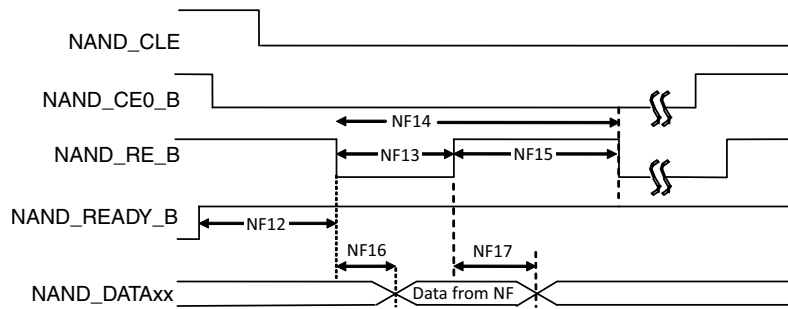 NAND_CLE
NAND_CE0_B
NF14
NAND_RE_B
NF13
NF15
NAND_READY_B
NF12
NF16
NF17
NAND_DATAxx
Data from NF